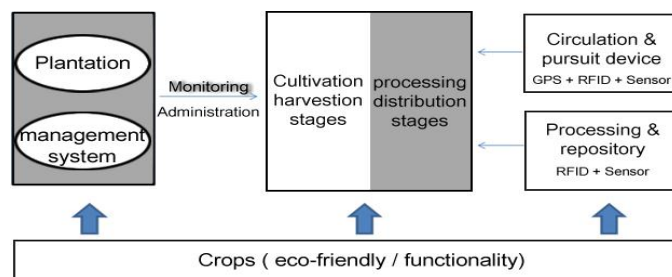 Plantation
management
system
Monitoring
Administration
Cultivation
harvestion
stages
processing
distribution
stages
Circulation &
pursuit device
GPS + RFID + Sensor
Processing &
repository
RFID + Sensor
Crops ( eco-friendly / functionality)